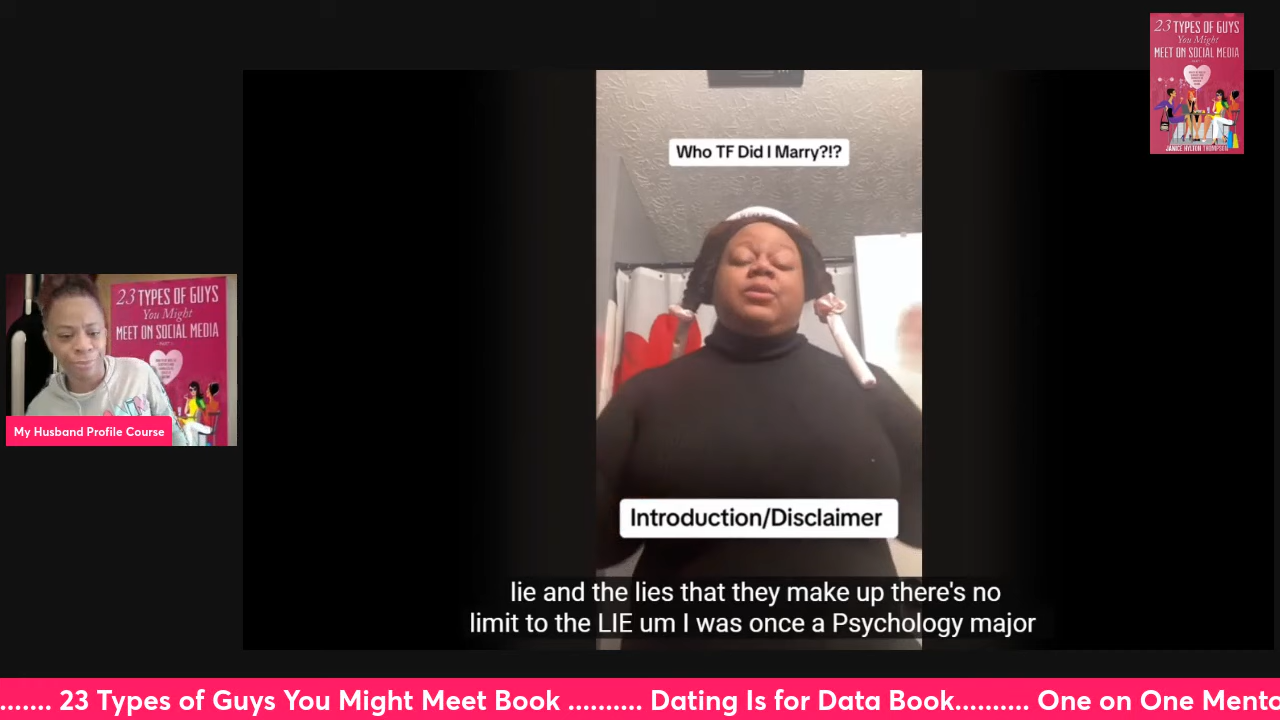 23 TYPES OF GUYS
You Might
MEET ON SOCIAL MEDIA
JANICE HYLTON THOMPSON
Who TF Did I Marry?!?
23 TYPES OF GUYS
You Might
MEET ON SOCIAL MEDIA
My Husband Profile Course
Introduction/Disclaimer
lie and the lies that they make up there's no
limit to the LIE um I was once a Psychology major
....... 23 Types of Guys You Might Meet Book .......... Dating Is for Data Book.......... One on One Mento